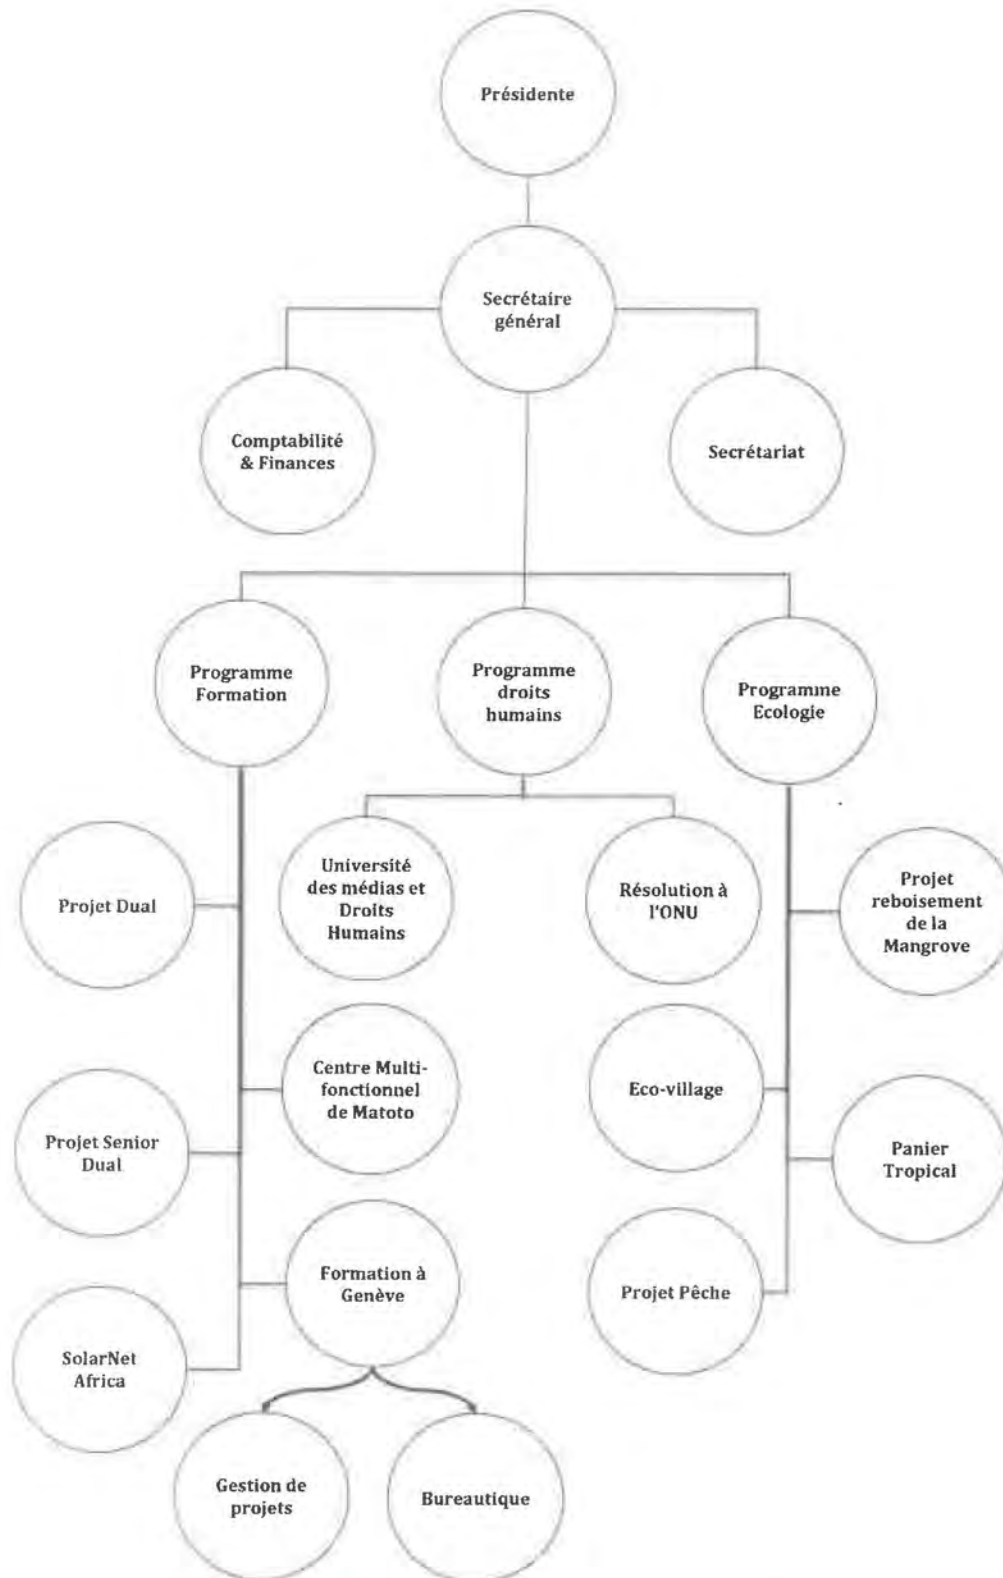 Présidente
Secrétaire
général
Comptabilité
& Finances
Secrétariat
Programme
Formation
Programme
droits
humains
Programme
Ecologie
Projet Dual
Université
des médias et
Droits
Humains
Résolution à
l'ONU
Projet
reboisement
de la
Mangrove
Centre Multi-
fonctionnel
de Matoto
Eco-village
Projet Senior
Dual
Panier
Tropical
Formation à
Genève
Projet Pêche
SolarNet
Africa
Gestion de
projets
Bureautique